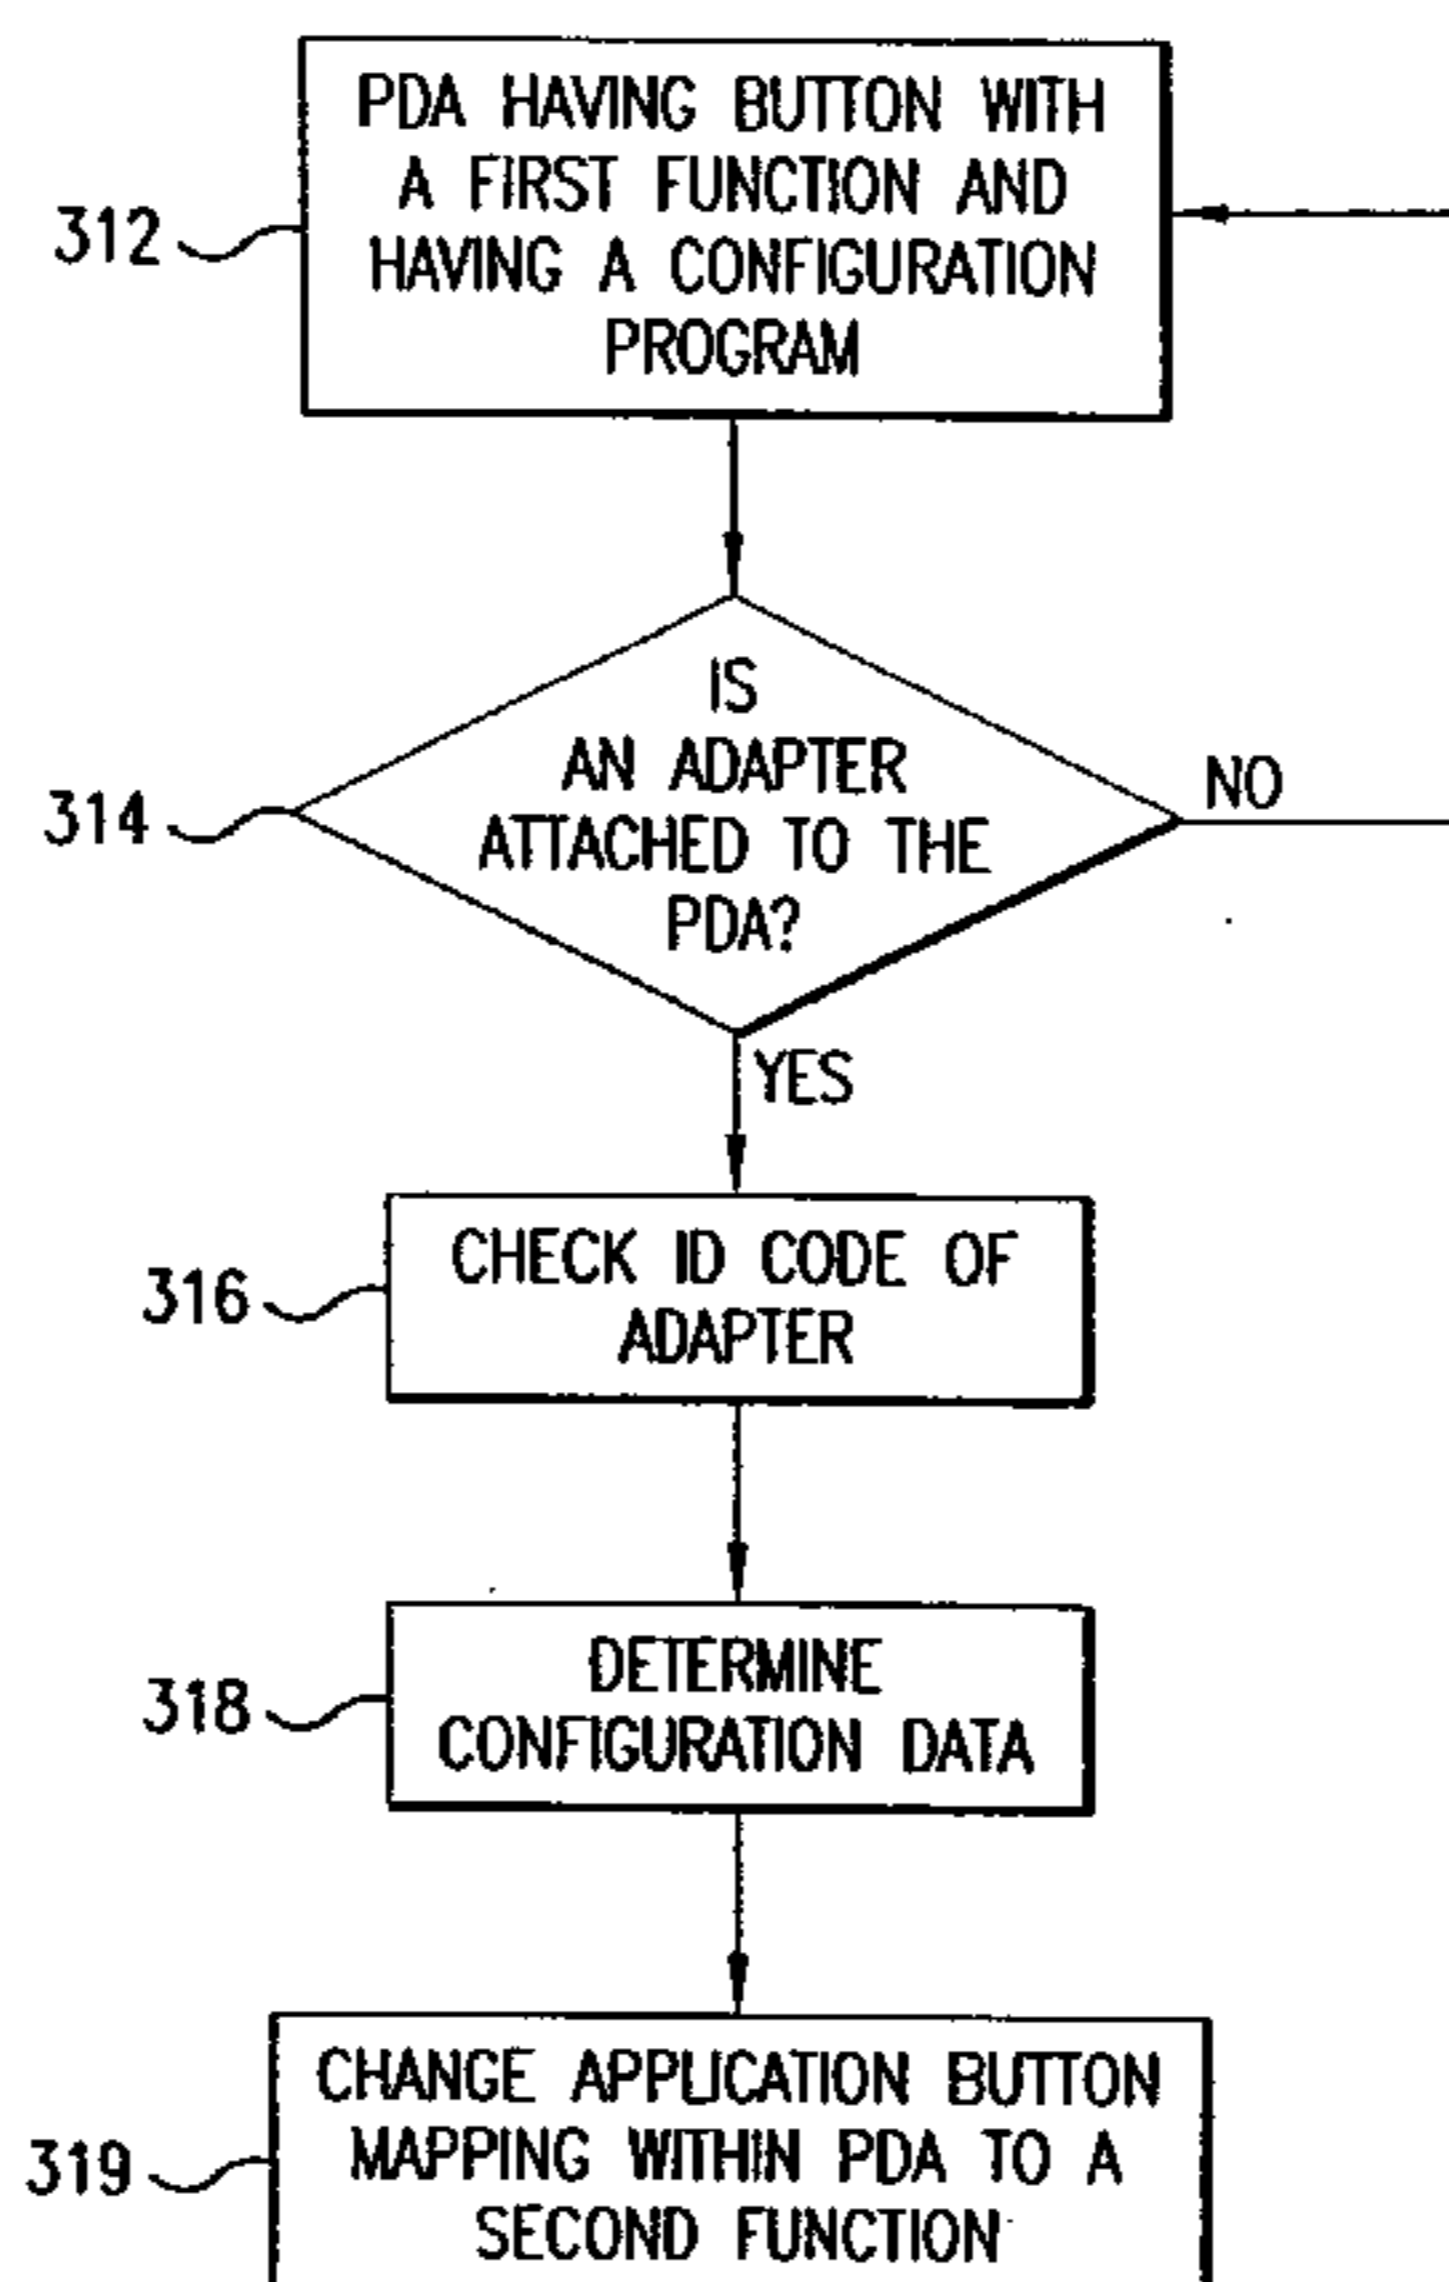 PDA HAVING BUTTON WITH
A FIRST FUNCTION AND
HAVING A CONFIGURATION
PROGRAM
312
IS
AN ADAPTER
ATTACHED TO THE
PDA?
314
NO
YES
CHECK ID CODE OF
ADAPTER
316
DETERMINE
CONFIGURATION DATA
318
CHANGE APPLICATION BUTTON
MAPPING WITHIN PDA TO A
SECOND FUNCTION
319